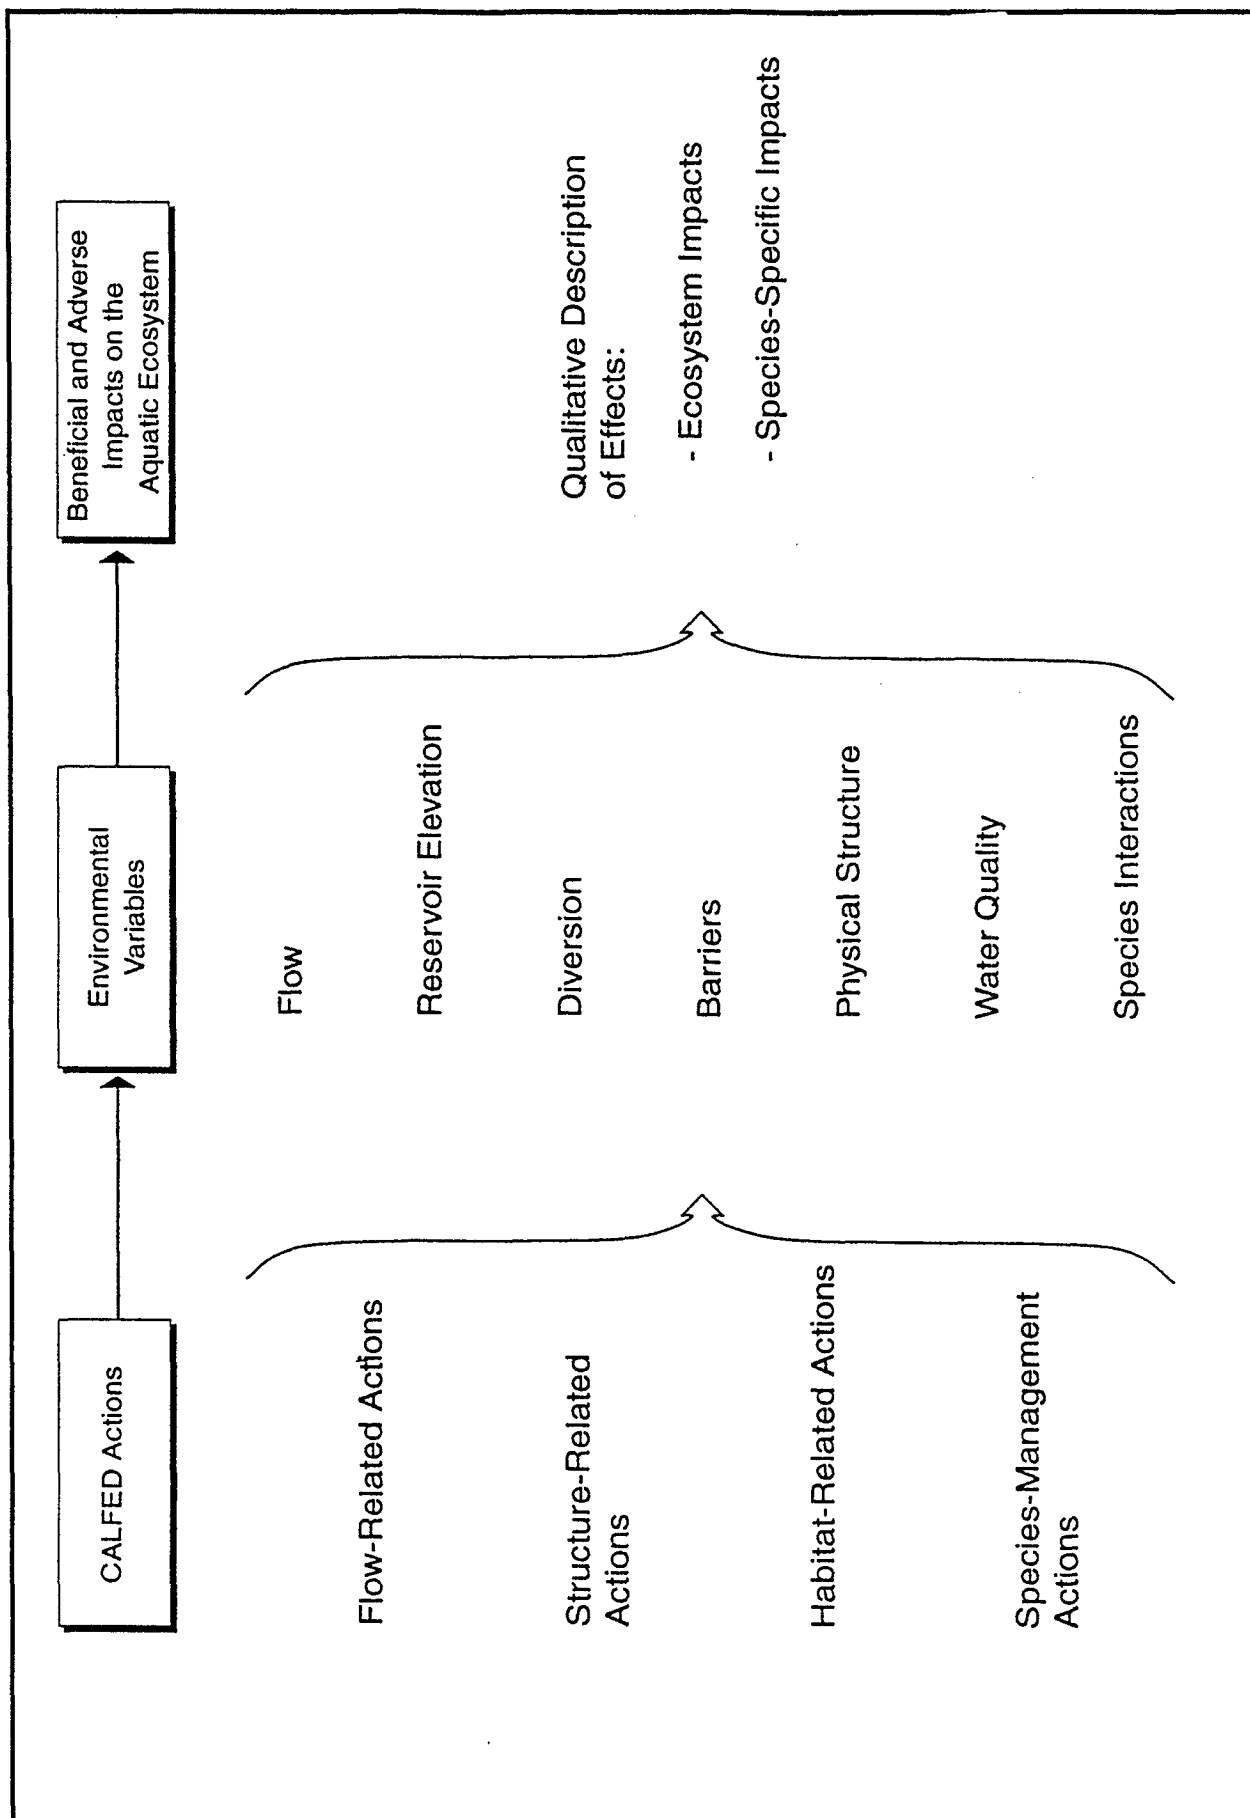 CALFED Actions
Environmental
Variables
Beneficial and Adverse
Impacts on the
Aquatic Ecosystem
Flow-Related Actions
Structure-Related
Actions
Habitat-Related Actions
Species-Management
Actions
Flow
Reservoir Elevation
Diversion
Barriers
Physical Structure
Water Quality
Species Interactions
Qualitative Description
of Effects:
- Ecosystem Impacts
- Species-Specific Impacts